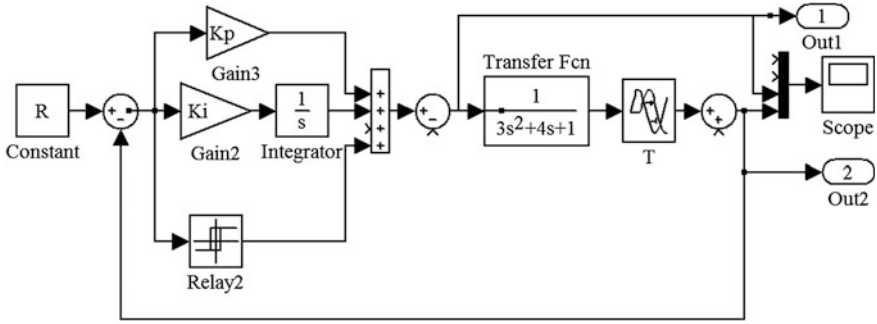 Kp
Gain3
R
Constant
+
-
Ki
Gain2
1
s
Integrator
+
+
+
+
+
-
Transfer Fcn
1
3s²+4s+1
T
+
+
1
Out1
Scope
2
Out2
Relay2